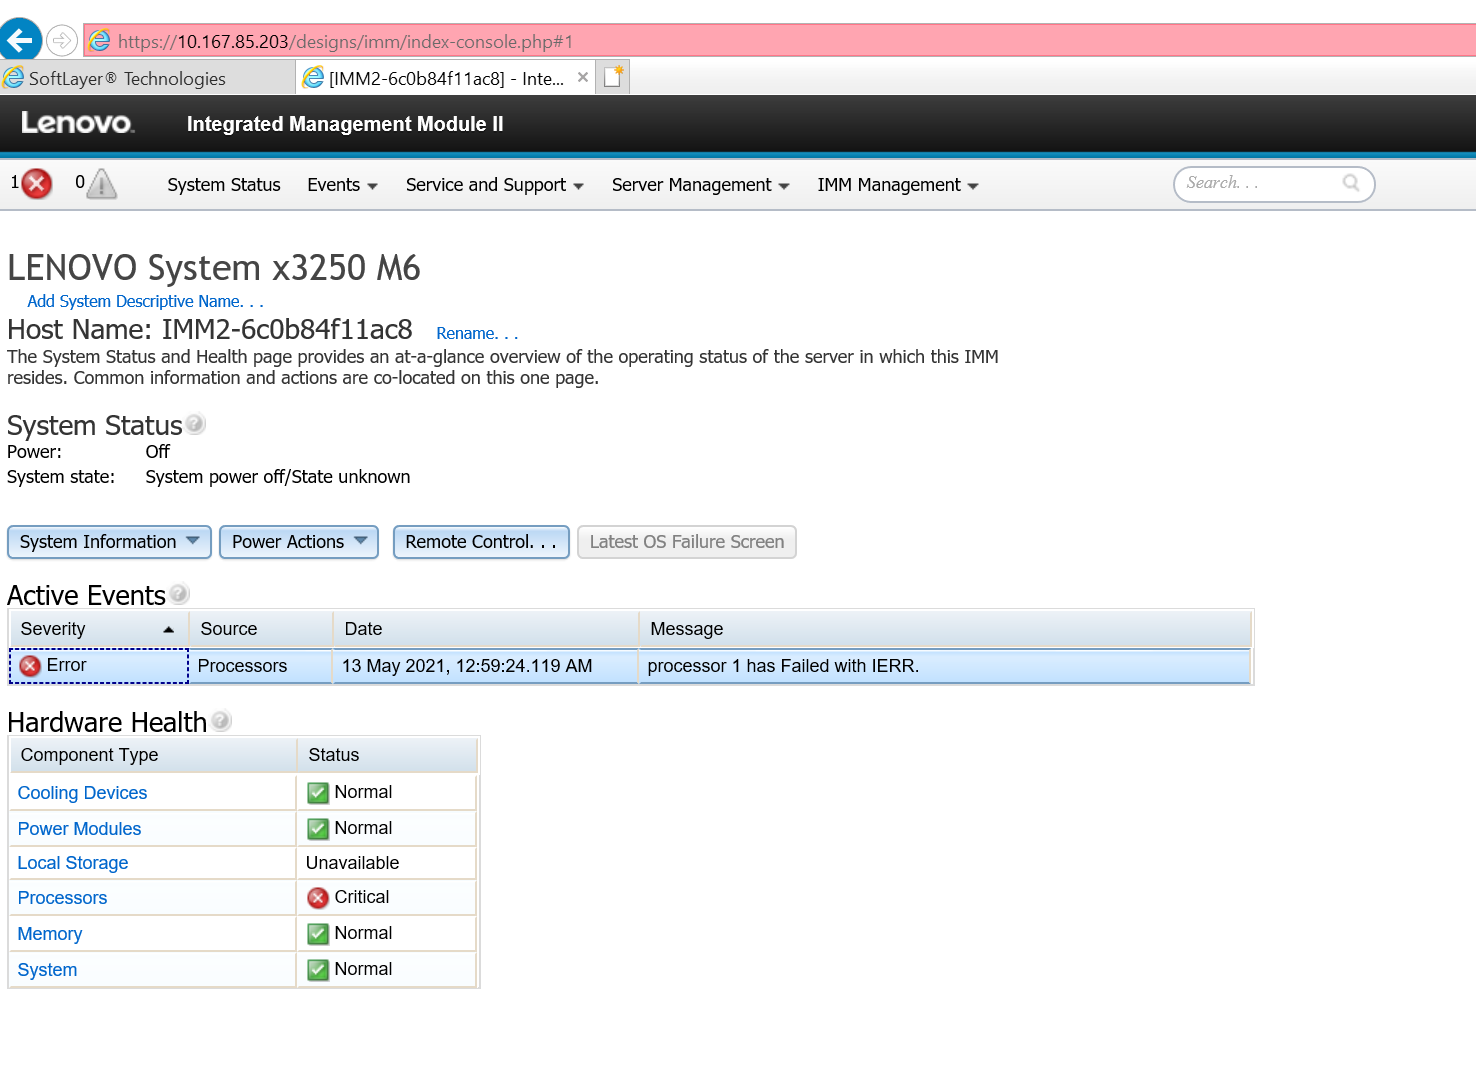 https://10.167.85.203/designs/imm/index-console.php#1
SoftLayer® Technologies [IMM2-6c0b84f11ac8] - Inte...
Lenovo. Integrated Management Module II
1 0 System Status Events Service and Support Server Management IMM Management Search. . .
LENOVO System x3250 M6
Add System Descriptive Name. . .
Host Name: IMM2-6c0b84f11ac8 Rename. . .
The System Status and Health page provides an at-a-glance overview of the operating status of the server in which this IMM
resides. Common information and actions are co-located on this one page.
System Status ?
Power: Off
System state: System power off/State unknown
System Information Power Actions Remote Control. . . Latest OS Failure Screen
Active Events ?
Severity Source Date Message
Error Processors 13 May 2021, 12:59:24.119 AM processor 1 has Failed with IERR.
Hardware Health ?
Component Type Status
Cooling Devices Normal
Power Modules Normal
Local Storage Unavailable
Processors Critical
Memory Normal
System Normal